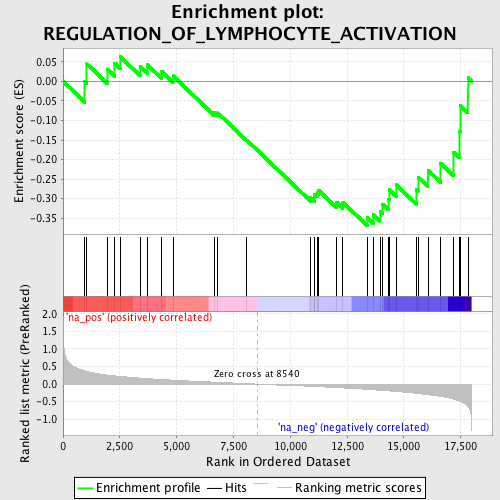 Enrichment plot:
REGULATION_OF_LYMPHOCYTE_ACTIVATION
Enrichment score (ES)
0.05
0.00
-0.05
-0.10
-0.15
-0.20
-0.25
-0.30
-0.35
'na_pos' (positively correlated)
Ranked list metric (PreRanked)
2.0
1.5
1.0
0.5
0.0
-0.5
-1.0
Zero cross at 8540
'na_neg' (negatively correlated)
0
2,500
5,000
7,500
10,000
12,500
15,000
17,500
Rank in Ordered Dataset
Enrichment profile
Hits
Ranking metric scores